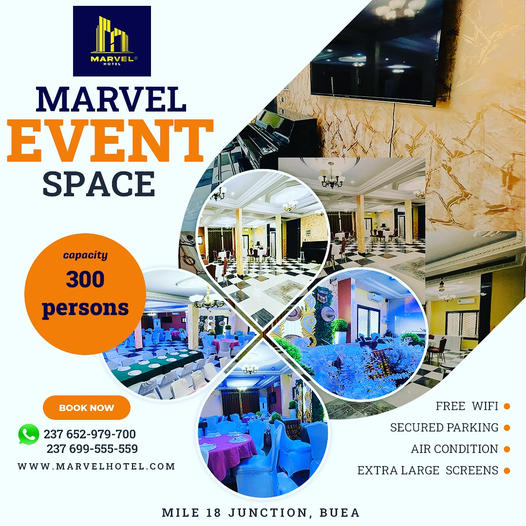 MARVEL
HOTEL
MARVEL
EVENT
SPACE
capacity
300
persons
BOOK NOW
237 652-979-700
237 699-555-559
WWW.MARVELHOTEL.COM
FREE WIFI
SECURED PARKING
AIR CONDITION
EXTRA LARGE SCREENS
MILE 18 JUNCTION, BUEA